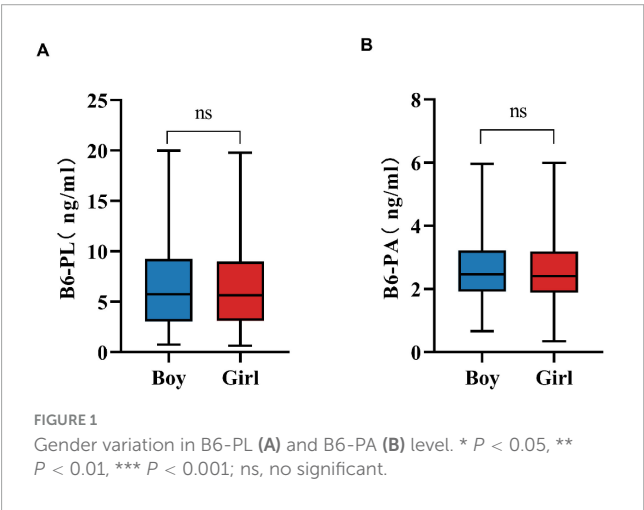 A
B
ns
ns
25
20
15
10
5
0
B6-PL( ng/ml)
Boy Girl
8
6
4
2
0
B6-PA( ng/ml)
Boy Girl
FIGURE 1
Gender variation in B6-PL (A) and B6-PA (B) level. * P < 0.05, **
P < 0.01, *** P < 0.001; ns, no significant.